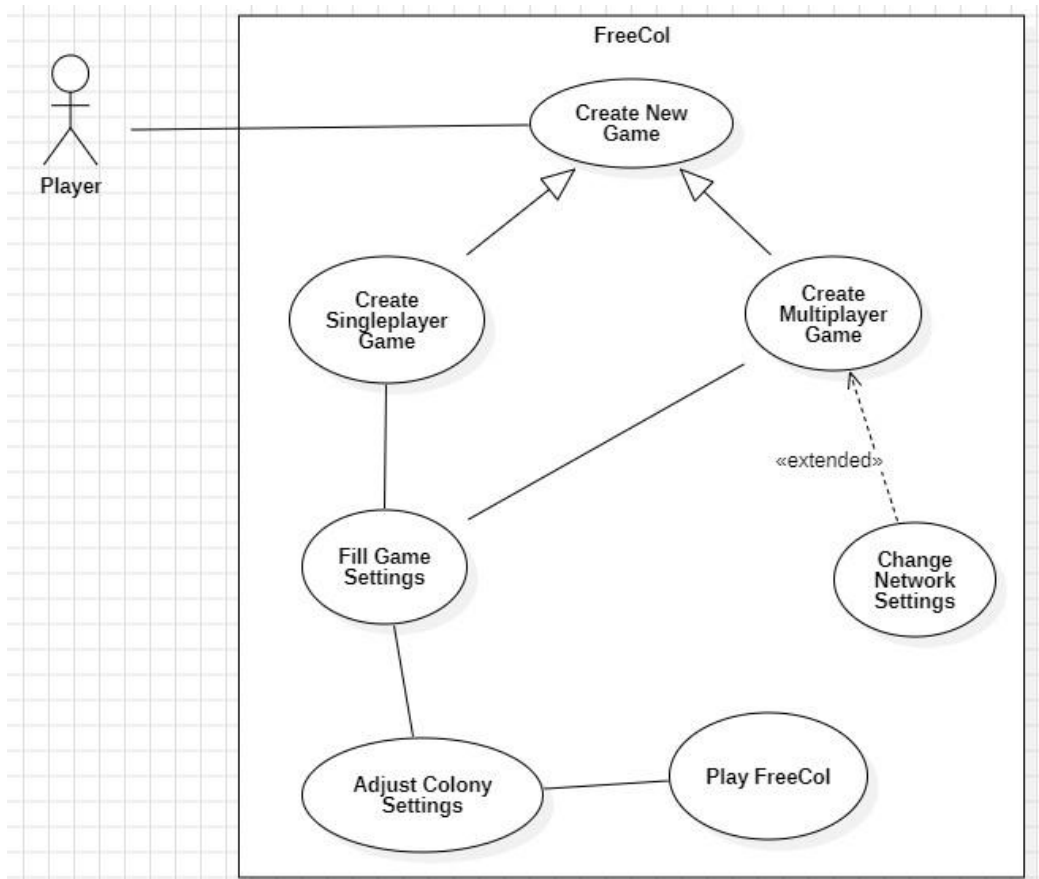 FreeCol
Create New
Game
Player
Create
Singleplayer
Game
Create
Multiplayer
Game
«extended»
Fill Game
Settings
Change
Network
Settings
Adjust Colony
Settings
Play FreeCol